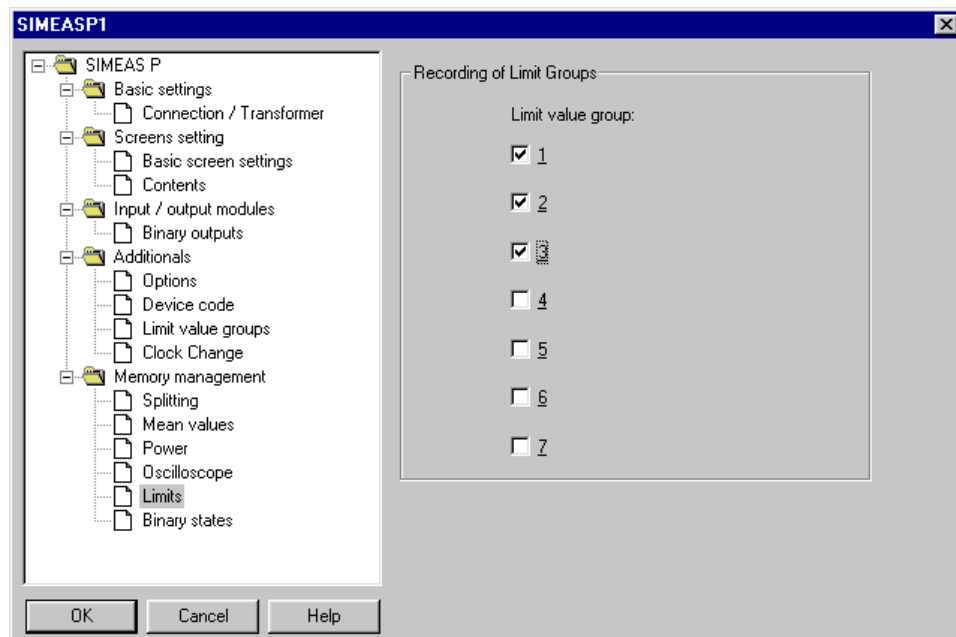 SIMEASP1
SIMEAS P
Basic settings
Connection / Transformer
Screens setting
Basic screen settings
Contents
Input / output modules
Binary outputs
Additionals
Options
Device code
Limit value groups
Clock Change
Memory management
Splitting
Mean values
Power
Oscilloscope
Limits
Binary states
Recording of Limit Groups
Limit value group:
1
2
3
4
5
6
7
OK Cancel Help